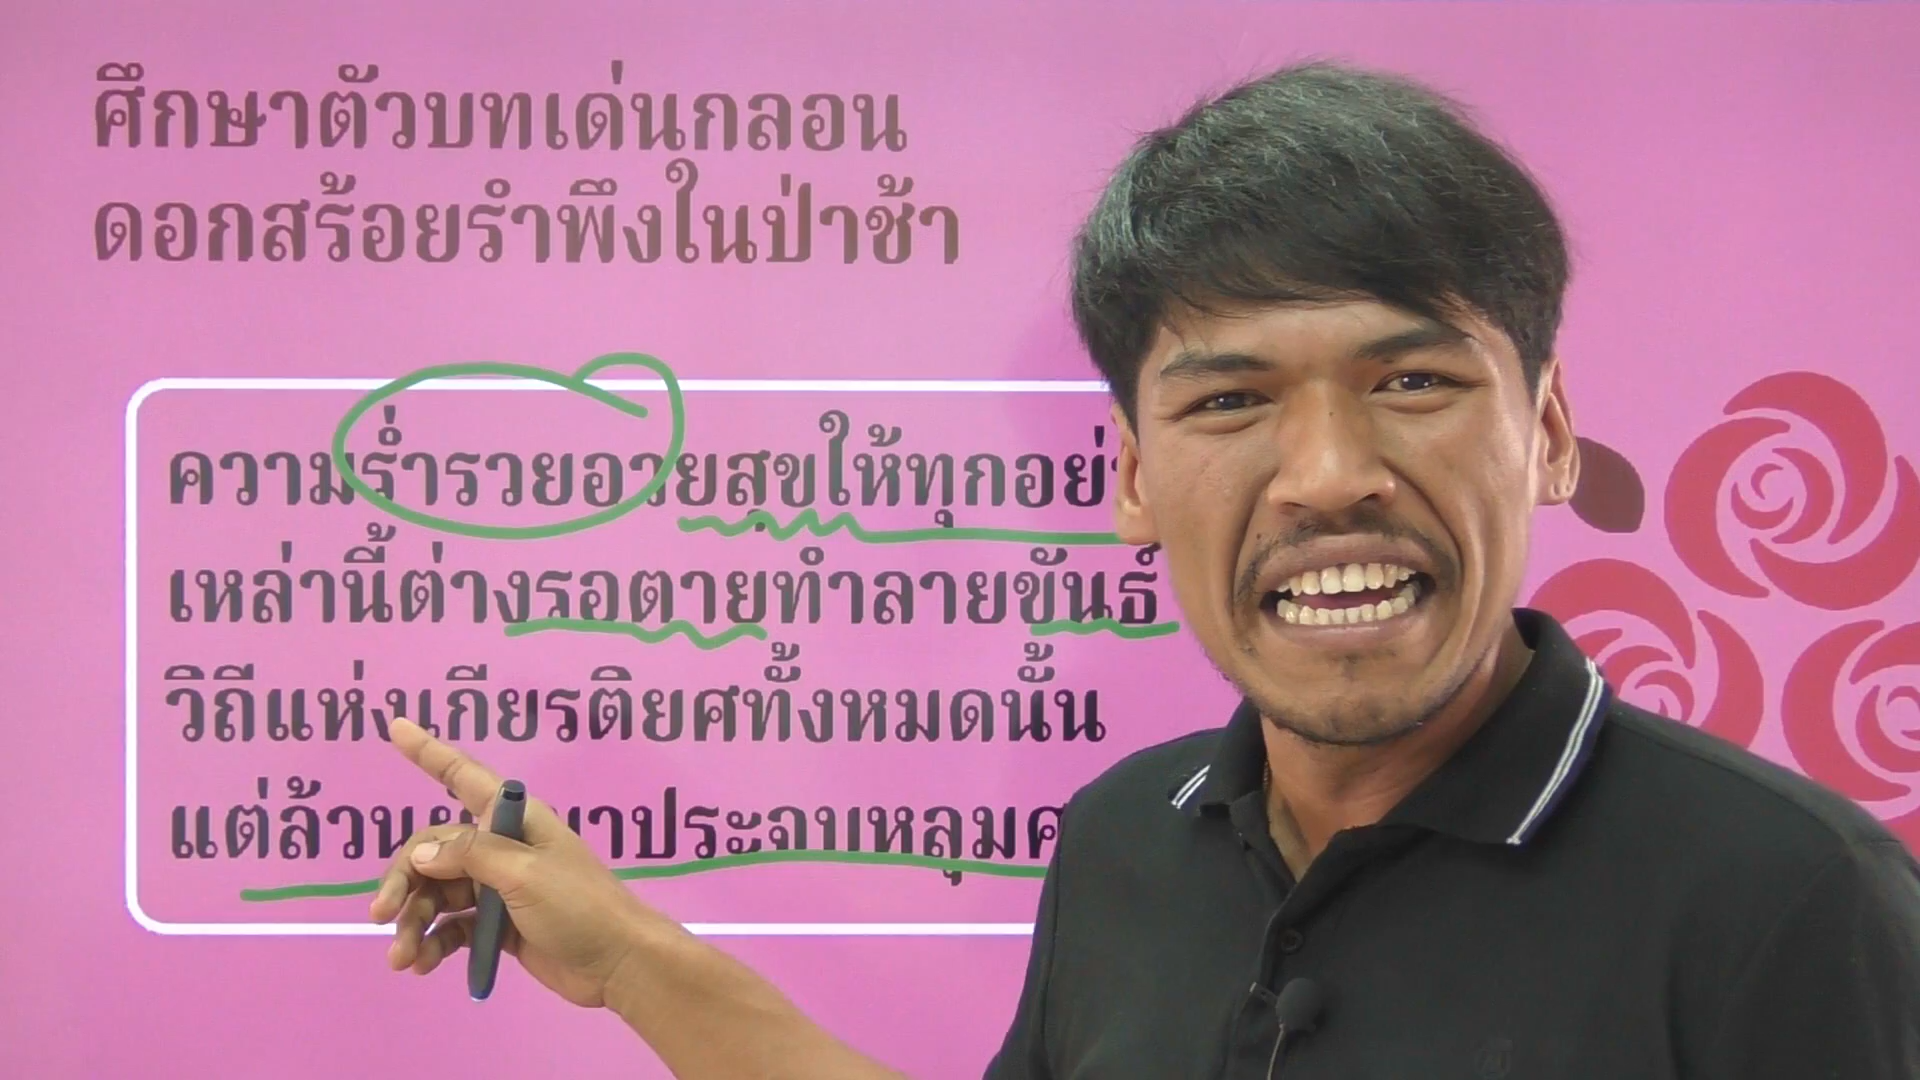 ศึกษาตัวบทเด่นกลอน
ดอกสร้อยรำพึงในป่าช้า
ความร่ำรวยอวยสุขให้ทุกอย่
เหล่านี้ต่างรอตายทำลายขันธ์
วิถีแห่งเกียรติยศทั้งหมดนั้น
แต่ล้วน มาประจบหลุมศ